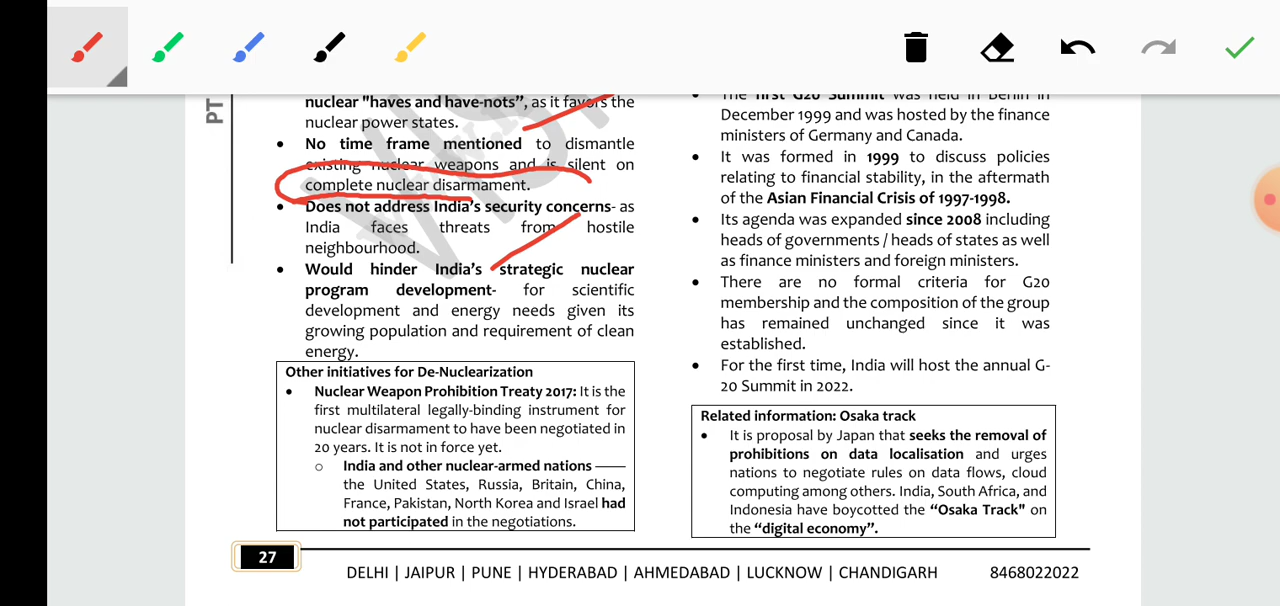 PT
nuclear "haves and have-nots", as it favors the
nuclear power states.
• No time frame mentioned to dismantle
existing nuclear weapons and is silent on
complete nuclear disarmament.
• Does not address India's security concerns- as
India faces threats from hostile
neighbourhood.
• Would hinder India's strategic nuclear
program development- for scientific
development and energy needs given its
growing population and requirement of clean
energy.
Other initiatives for De-Nuclearization
• Nuclear Weapon Prohibition Treaty 2017: It is the
first multilateral legally-binding instrument for
nuclear disarmament to have been negotiated in
20 years. It is not in force yet.
o India and other nuclear-armed nations ——
the United States, Russia, Britain, China,
France, Pakistan, North Korea and Israel had
not participated in the negotiations.
• The first G20 Summit was held in Berlin in
December 1999 and was hosted by the finance
ministers of Germany and Canada.
• It was formed in 1999 to discuss policies
relating to financial stability, in the aftermath
of the Asian Financial Crisis of 1997-1998.
• Its agenda was expanded since 2008 including
heads of governments / heads of states as well
as finance ministers and foreign ministers.
• There are no formal criteria for G20
membership and the composition of the group
has remained unchanged since it was
established.
• For the first time, India will host the annual G-
20 Summit in 2022.
Related information: Osaka track
• It is proposal by Japan that seeks the removal of
prohibitions on data localisation and urges
nations to negotiate rules on data flows, cloud
computing among others. India, South Africa, and
Indonesia have boycotted the "Osaka Track" on
the "digital economy".
27
DELHI | JAIPUR | PUNE | HYDERABAD | AHMEDABAD | LUCKNOW | CHANDIGARH 8468022022